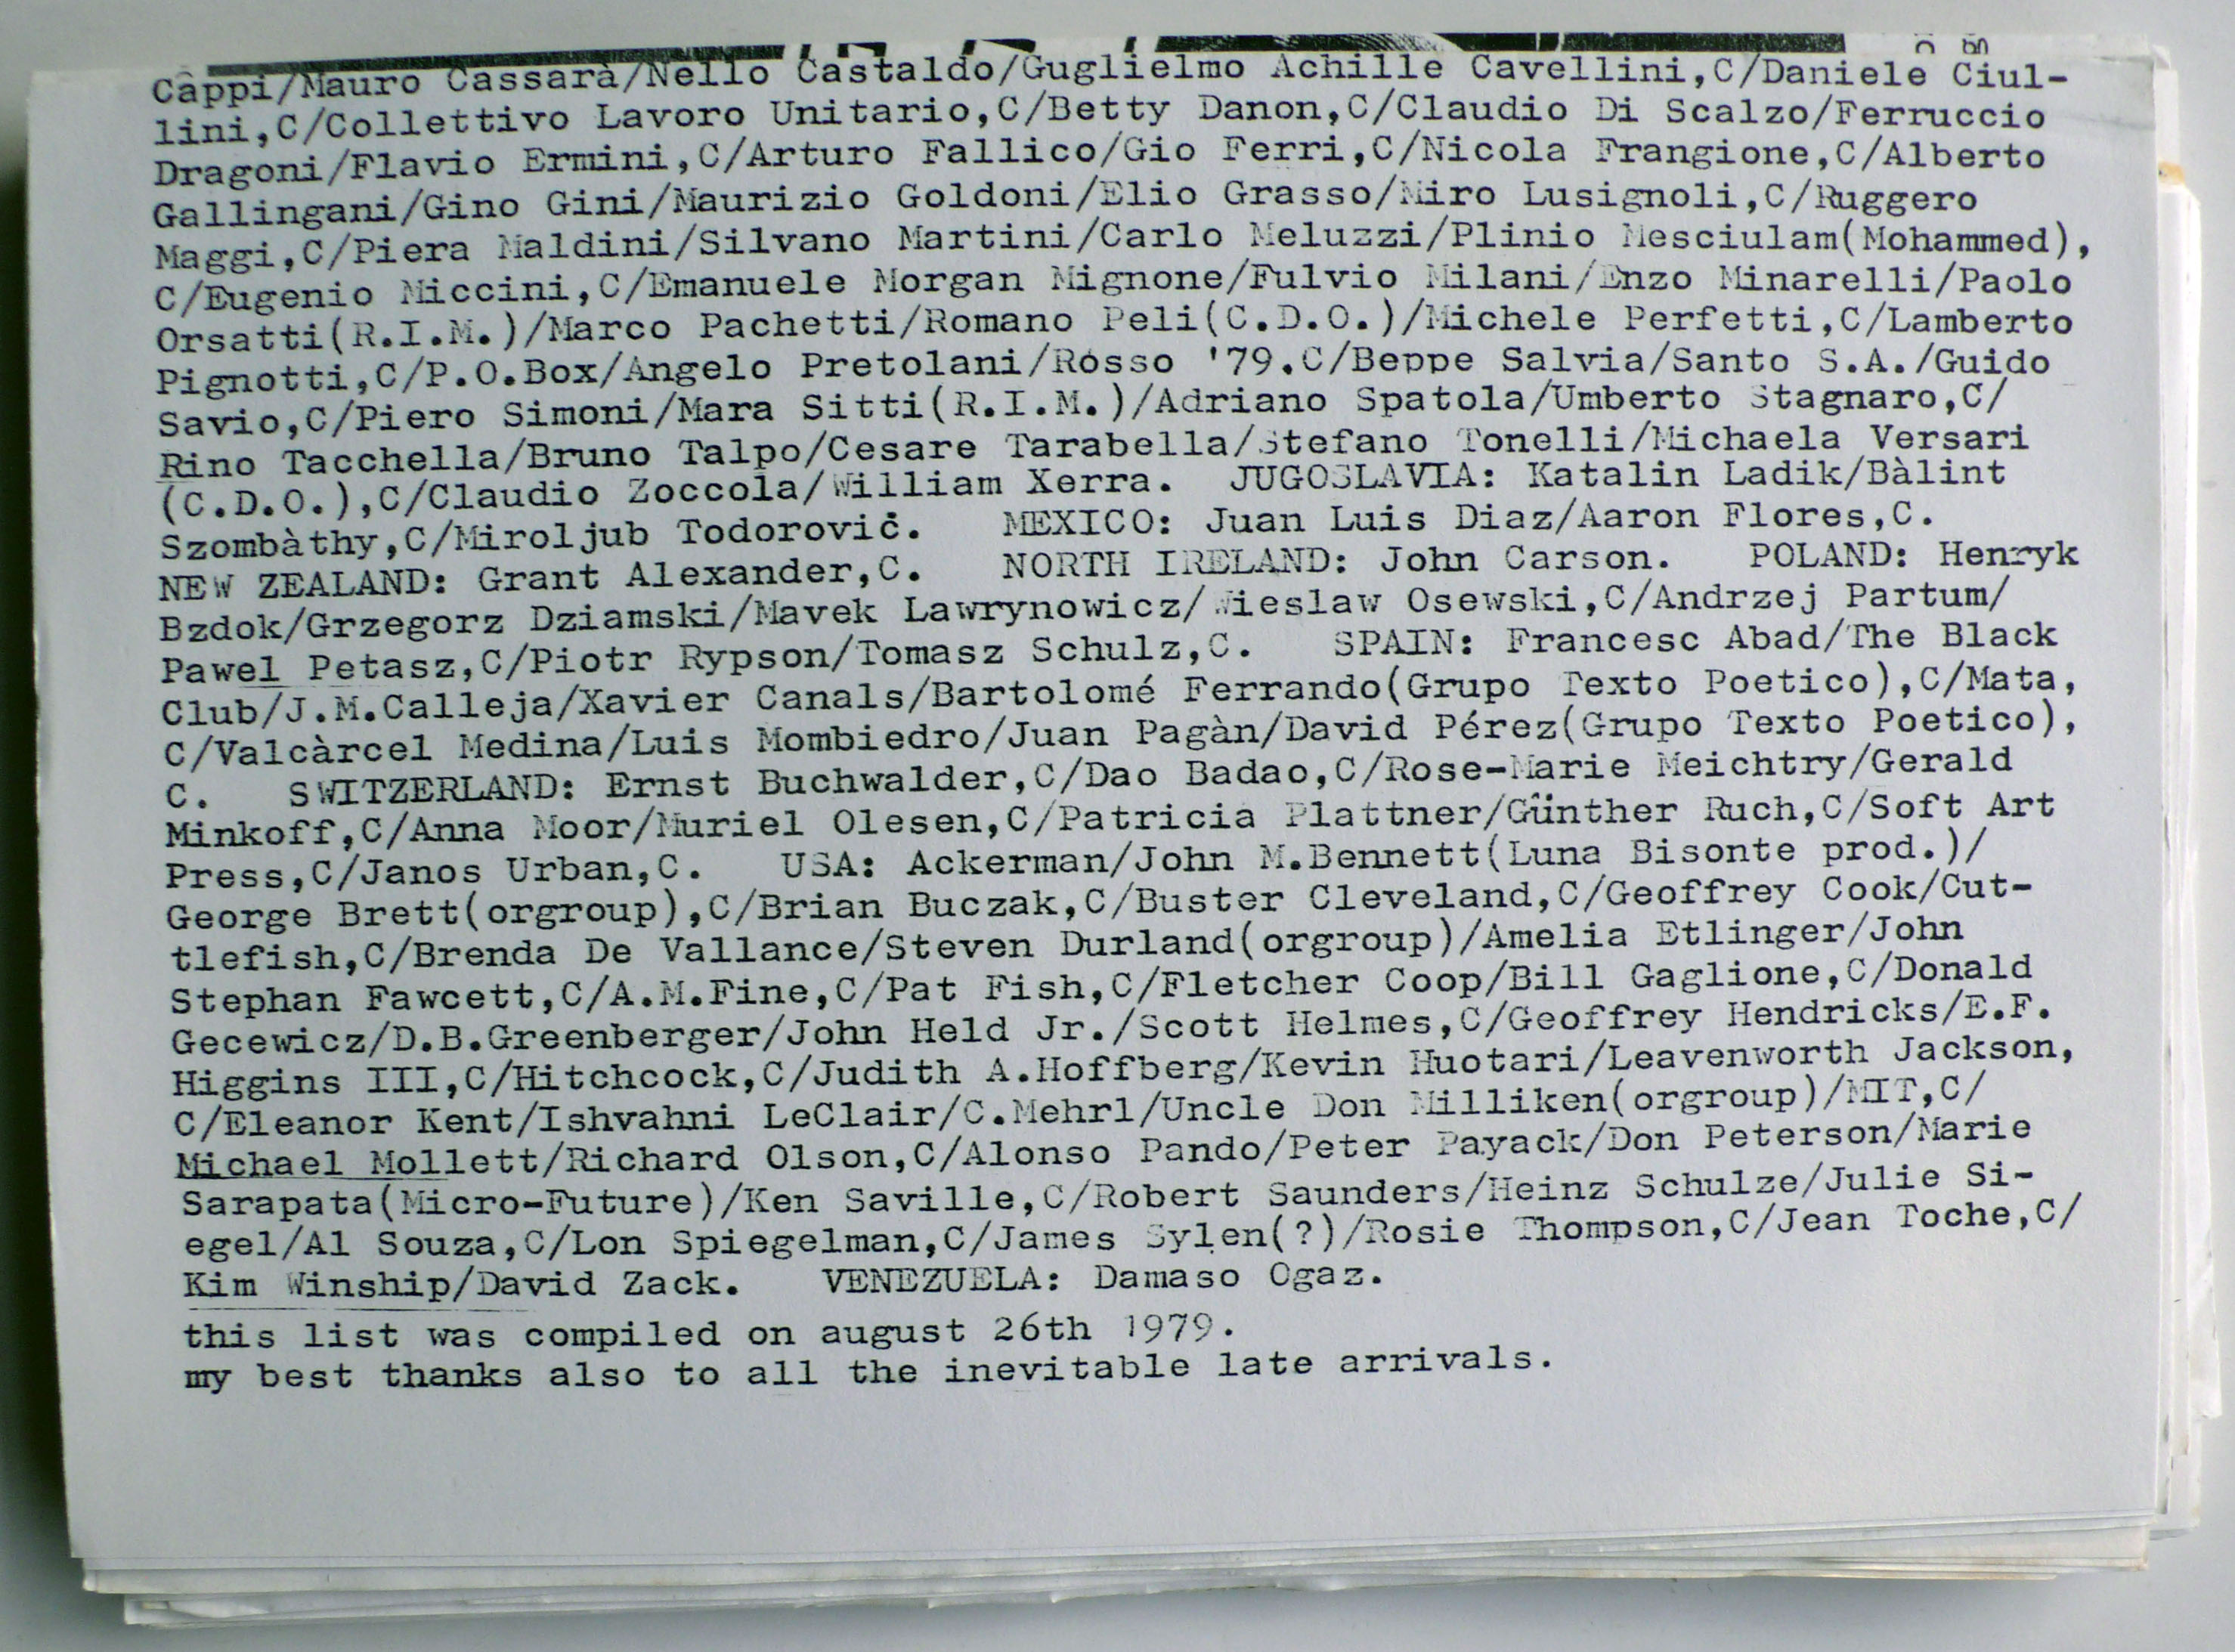 Cappi/Mauro Cassarà/Nello Castaldo/Guglielmo Achille Cavellini,C/Daniele Ciul-
lini,C/Collettivo Lavoro Unitario,C/Betty Danon,C/Claudio Di Scalzo/Ferruccio
Dragoni/Flavio Ermini,C/Arturo Fallico/Gio Ferri,C/Nicola Frangione,C/Alberto
Gallingani/Gino Gini/Maurizio Goldoni/Elio Grasso/Miro Lusignoli,C/Ruggero
Maggi,C/Piera Maldini/Silvano Martini/Carlo Meluzzi/Plinio Mesciulam(Mohammed),
C/Eugenio Miccini,C/Emanuele Morgan Mignone/Fulvio Milani/Enzo Minarelli/Paolo
Orsatti(R.I.M.)/Marco Pachetti/Romano Peli(C.D.O.)/Michele Perfetti,C/Lamberto
Pignotti,C/P.O.Box/Angelo Pretolani/Rosso '79.C/Beppe Salvia/Santo S.A./Guido
Savio,C/Piero Simoni/Mara Sitti(R.I.M.)/Adriano Spatola/Umberto Stagnaro,C/
Rino Tacchella/Bruno Talpo/Cesare Tarabella/Stefano Tonelli/Michaela Versari
(C.D.O.),C/Claudio Zoccola/William Xerra. JUGOSLAVIA: Katalin Ladik/Bàlint
Szombàthy,C/Miroljub Todorović. MEXICO: Juan Luis Diaz/Aaron Flores,C.
NEW ZEALAND: Grant Alexander,C. NORTH IRELAND: John Carson. POLAND: Henryk
Bzdok/Grzegorz Dziamski/Mavek Lawrynowicz/Wieslaw Osewski,C/Andrzej Partum/
Pawel Petasz,C/Piotr Rypson/Tomasz Schulz,C. SPAIN: Francesc Abad/The Black
Club/J.M.Calleja/Xavier Canals/Bartolomé Ferrando(Grupo Texto Poetico),C/Mata,
C/Valcàrcel Medina/Luis Mombiedro/Juan Pagàn/David Pérez(Grupo Texto Poetico),
C. SWITZERLAND: Ernst Buchwalder,C/Dao Badao,C/Rose-Marie Meichtry/Gerald
Minkoff,C/Anna Moor/Muriel Olesen,C/Patricia Plattner/Günther Ruch,C/Soft Art
Press,C/Janos Urban,C. USA: Ackerman/John M.Bennett(Luna Bisonte prod.)/
George Brett(orgroup),C/Brian Buczak,C/Buster Cleveland,C/Geoffrey Cook/Cut-
tlefish,C/Brenda De Vallance/Steven Durland(orgroup)/Amelia Etlinger/John
Stephan Fawcett,C/A.M.Fine,C/Pat Fish,C/Fletcher Coop/Bill Gaglione,C/Donald
Gecewicz/D.B.Greenberger/John Held Jr./Scott Helmes,C/Geoffrey Hendricks/E.F.
Higgins III,C/Hitchcock,C/Judith A.Hoffberg/Kevin Huotari/Leavenworth Jackson,
C/Eleanor Kent/Ishvahni LeClair/C.Mehrl/Uncle Don Milliken(orgroup)/MIT,C/
Michael Mollett/Richard Olson,C/Alonso Pando/Peter Payack/Don Peterson/Marie
Sarapata(Micro-Future)/Ken Saville,C/Robert Saunders/Heinz Schulze/Julie Si-
egel/Al Souza,C/Lon Spiegelman,C/James Sylen(?)/Rosie Thompson,C/Jean Toche,C/
Kim Winship/David Zack. VENEZUELA: Damaso Ogaz.
this list was compiled on august 26th 1979.
my best thanks also to all the inevitable late arrivals.